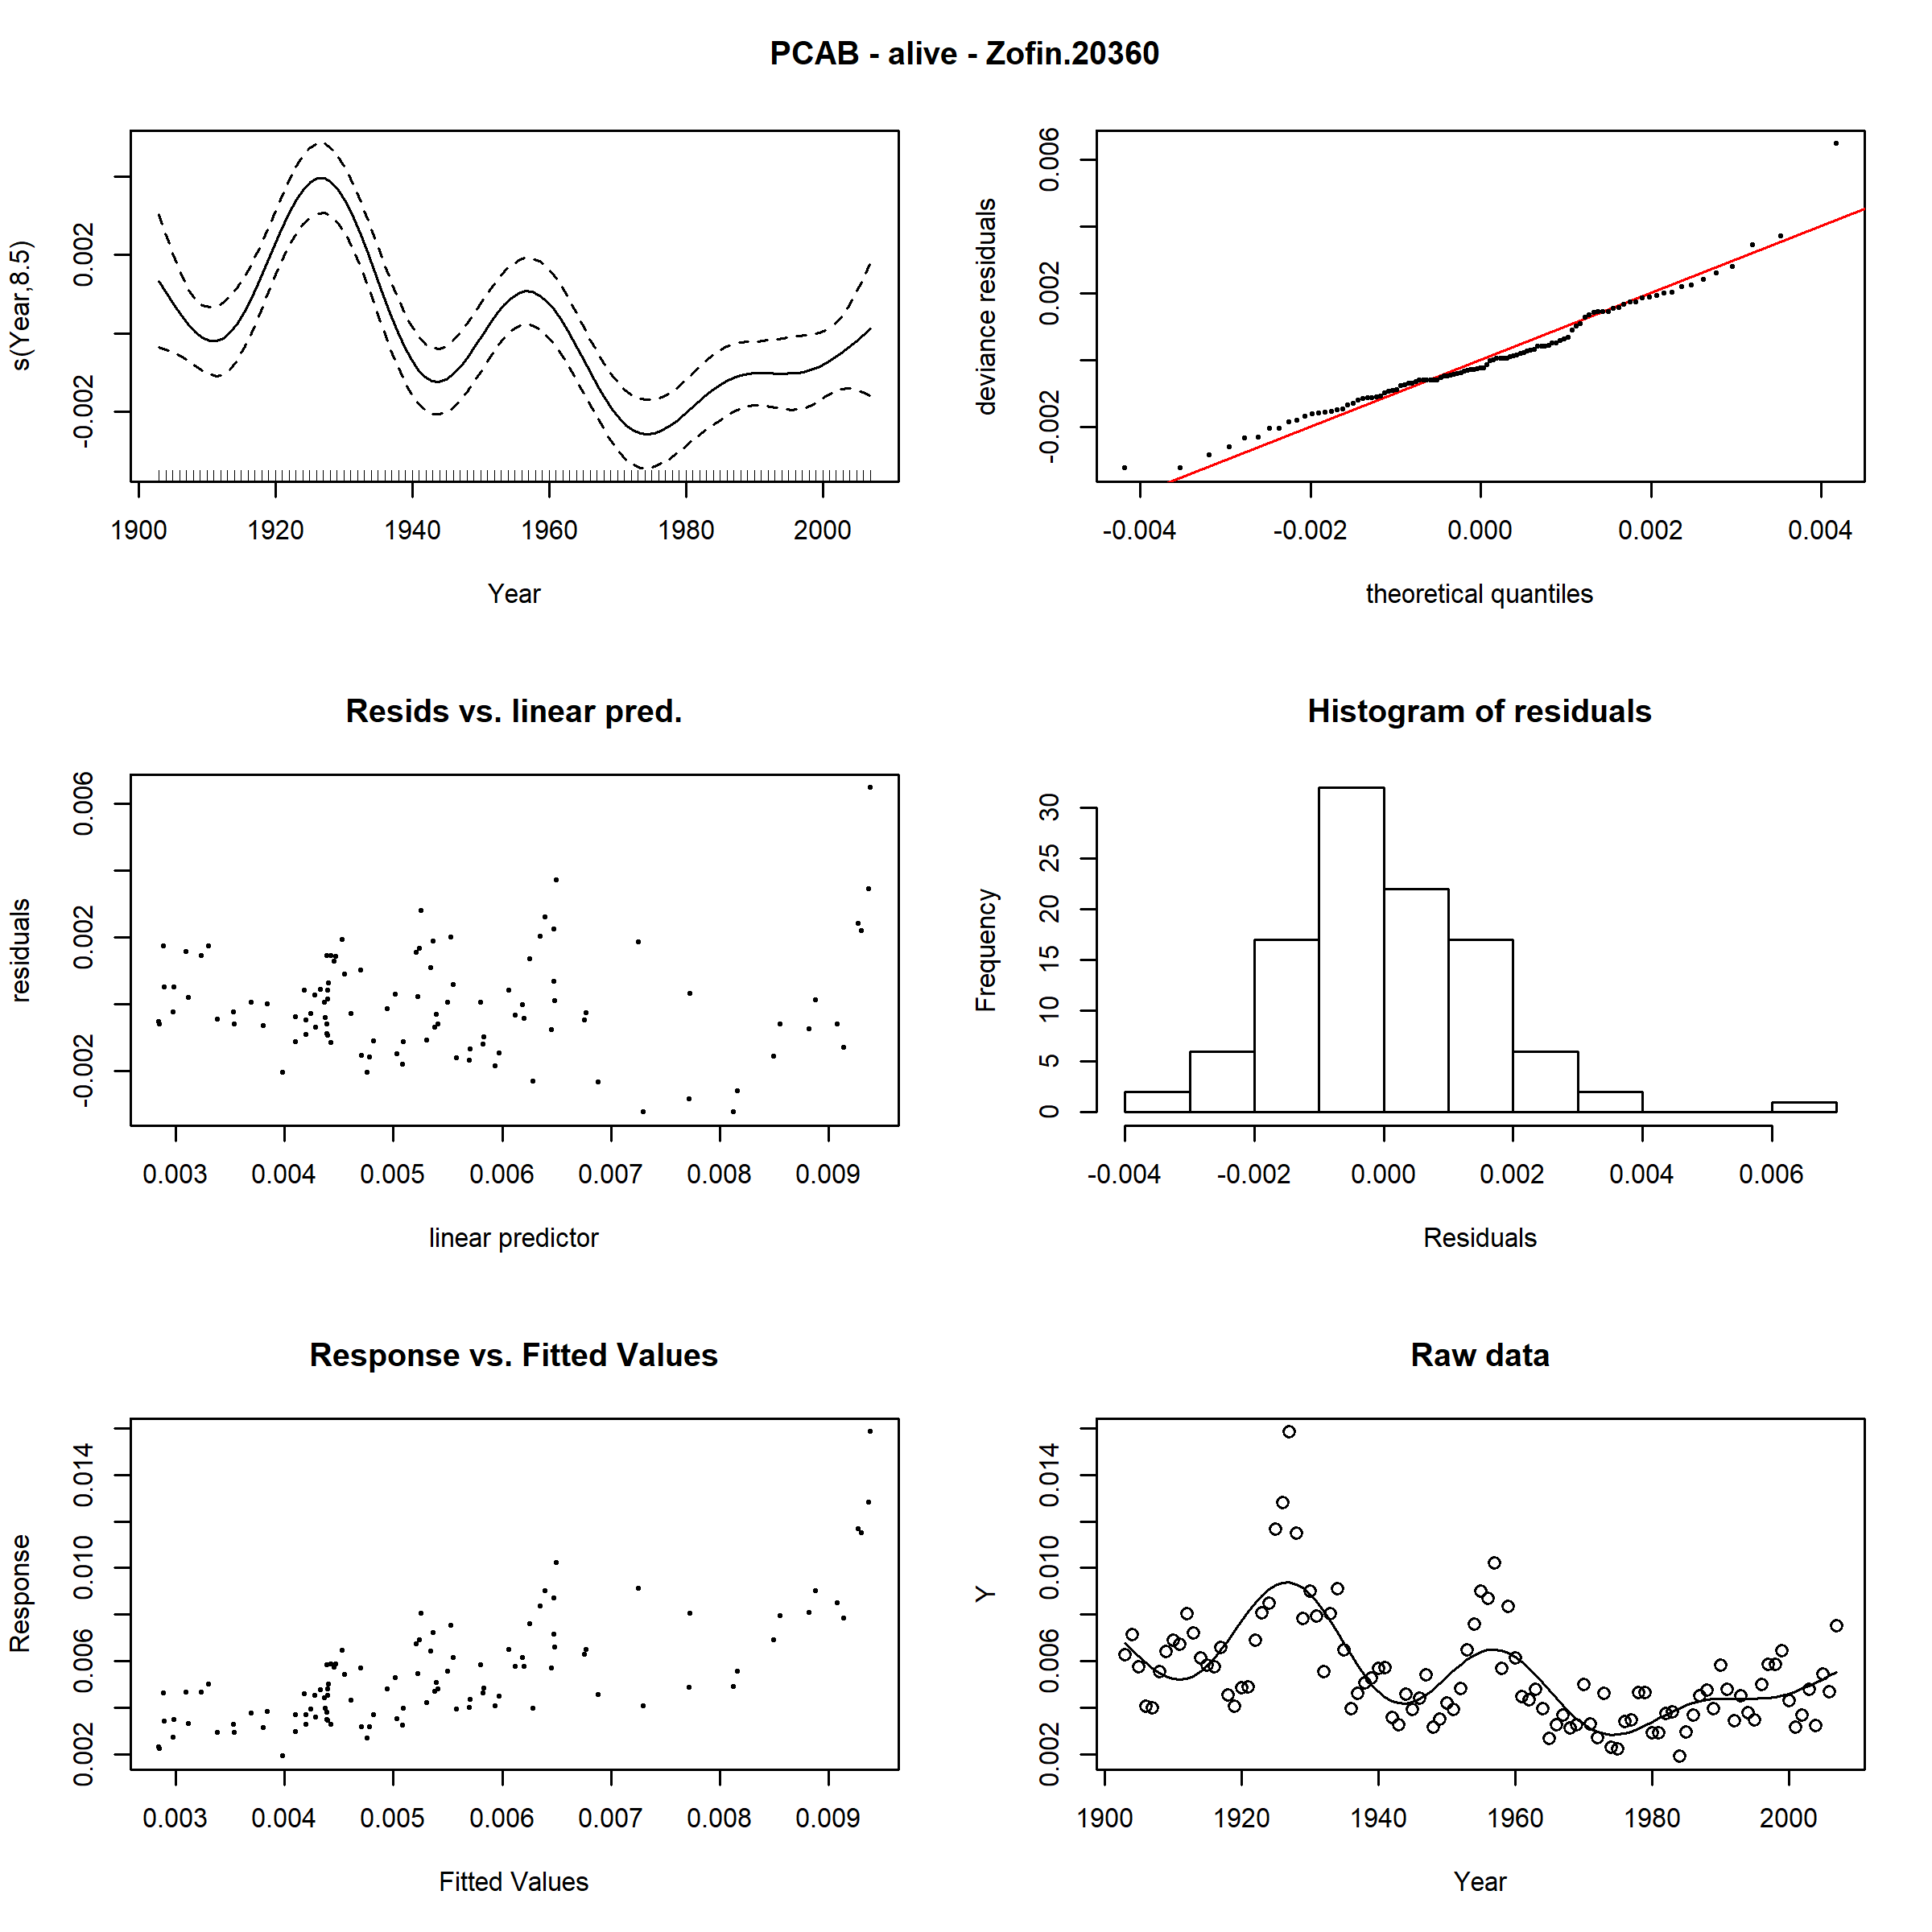 PCAB - alive - Zofin.20360
s(Year,8.5)
-0.002 0.002
1900 1920 1940 1960 1980 2000
Year
deviance residuals
-0.002 0.002 0.006
-0.004 -0.002 0.000 0.002 0.004
theoretical quantiles
Resids vs. linear pred.
residuals
-0.002 0.002 0.006
0.003 0.004 0.005 0.006 0.007 0.008 0.009
linear predictor
Histogram of residuals
Frequency
0 5 10 15 20 25 30
-0.004 -0.002 0.000 0.002 0.004 0.006
Residuals
Response vs. Fitted Values
Response
0.002 0.006 0.010 0.014
0.003 0.004 0.005 0.006 0.007 0.008 0.009
Fitted Values
Raw data
Y
0.002 0.006 0.010 0.014
1900 1920 1940 1960 1980 2000
Year